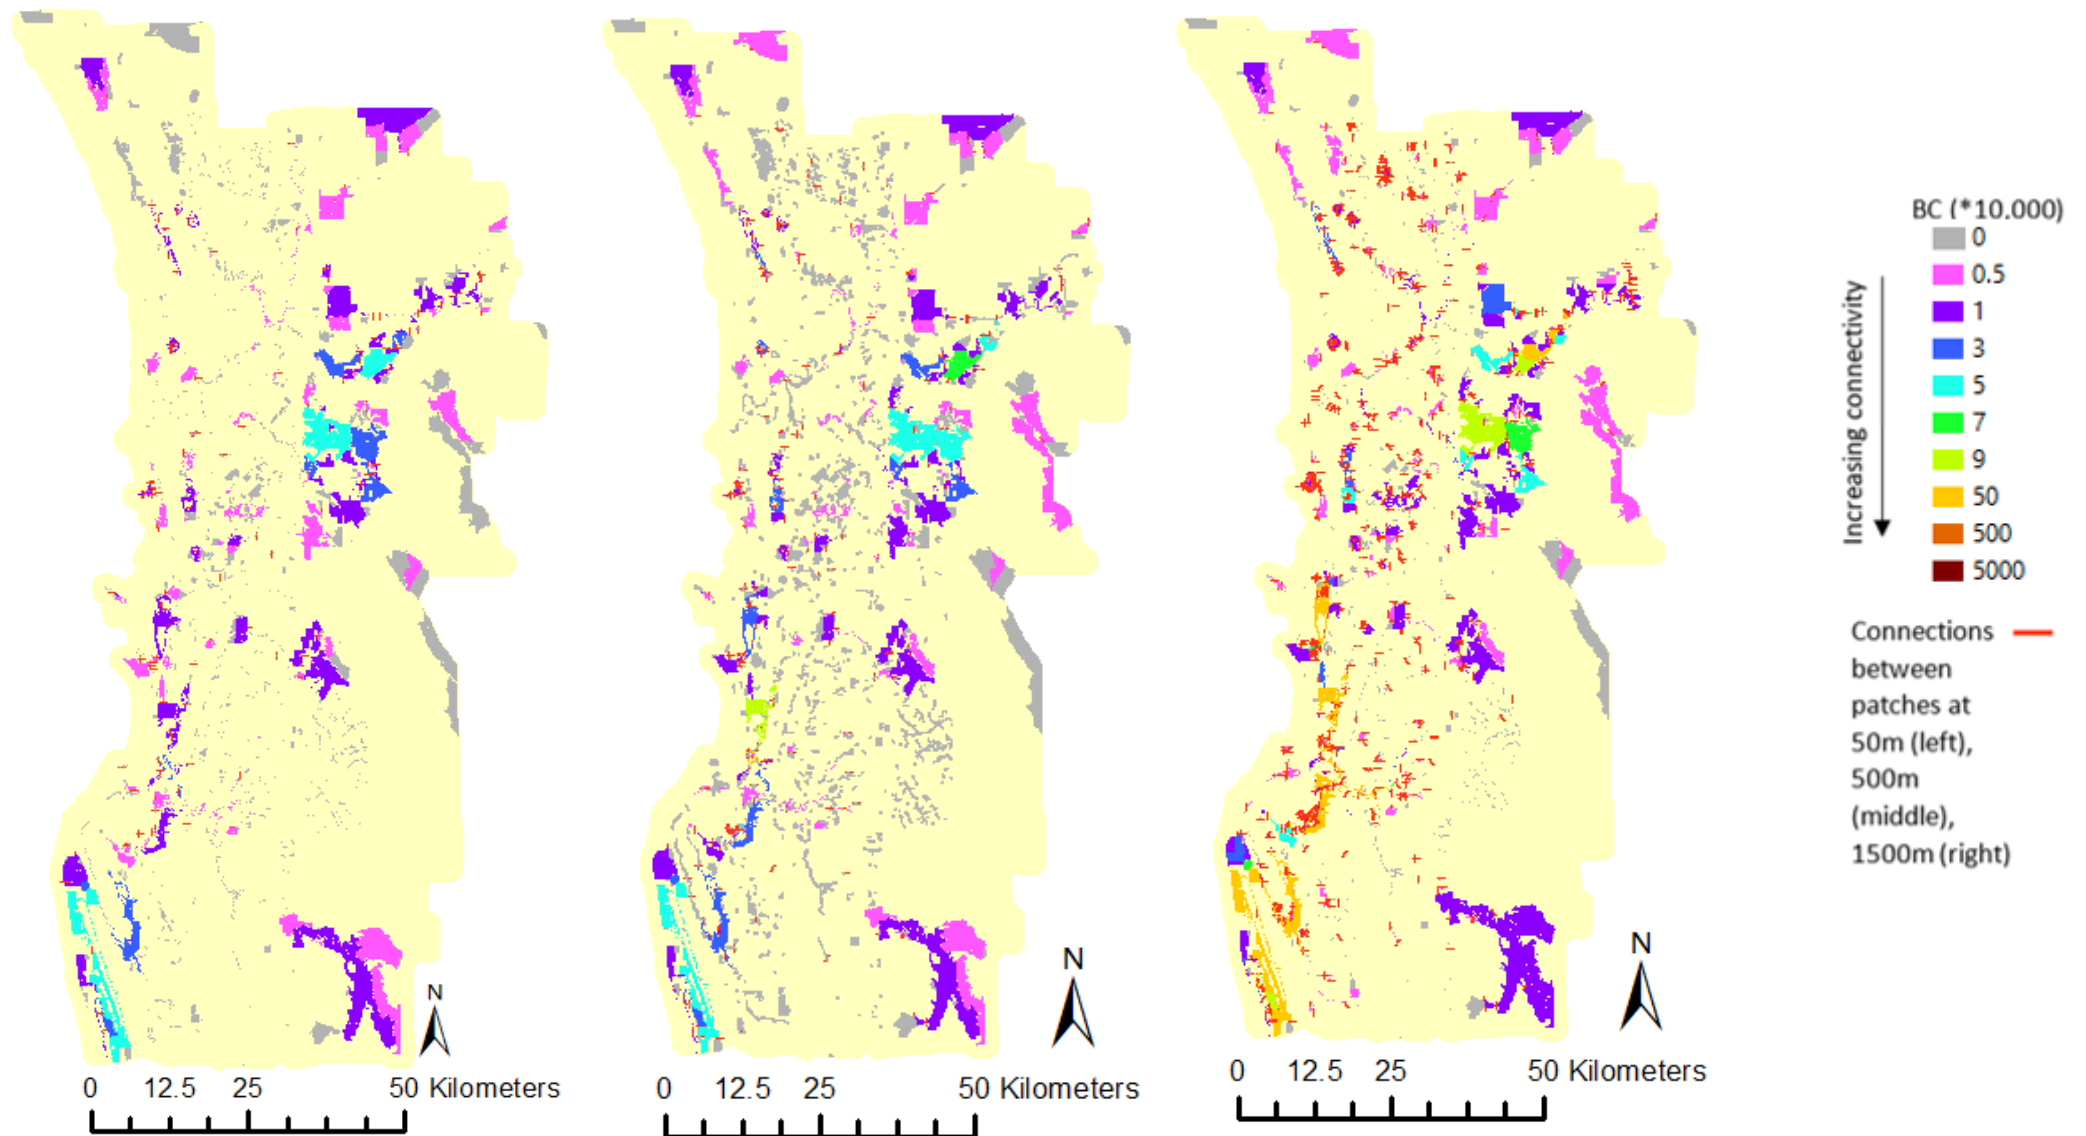 BC (*10.000)
0
0.5
1
3
5
7
9
50
500
5000
Increasing connectivity
Connections
between
patches at
50m (left),
500m
(middle),
1500m (right)
N
N
N
0 12.5 25 50 Kilometers
0 12.5 25 50 Kilometers
0 12.5 25 50 Kilometers